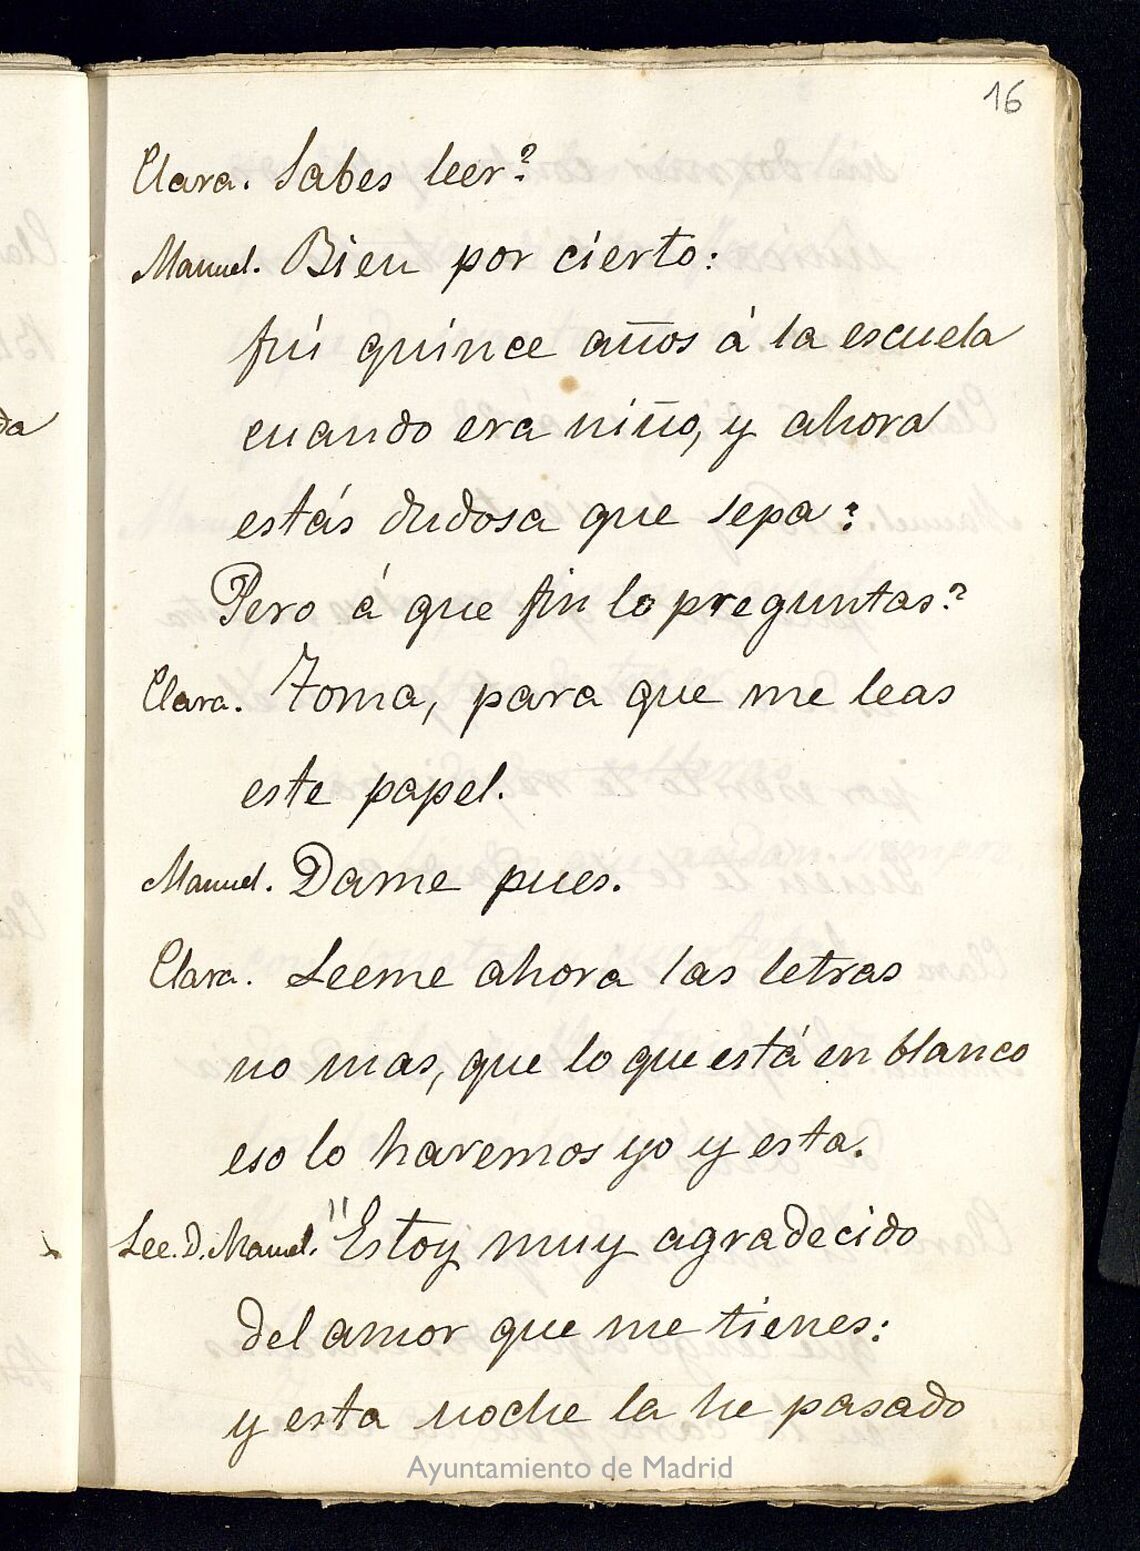 16
Clara. Sabes leer?
Manuel. Bien por cierto:
fuí quince años á la escuela
cuando era niño, y ahora
estás dudosa que sepa?
Pero á que fin lo preguntas?
Clara. Toma, para que me leas
este papel.
Manuel. Dame pues.
Clara. Leeme ahora las letras
no mas, que lo que está en blanco
eso lo haremos yo y esta.
Lee. D. Manuel. "Estoy muy agradecido
del amor que me tienes:
y esta noche la he pasado
Ayuntamiento de Madrid